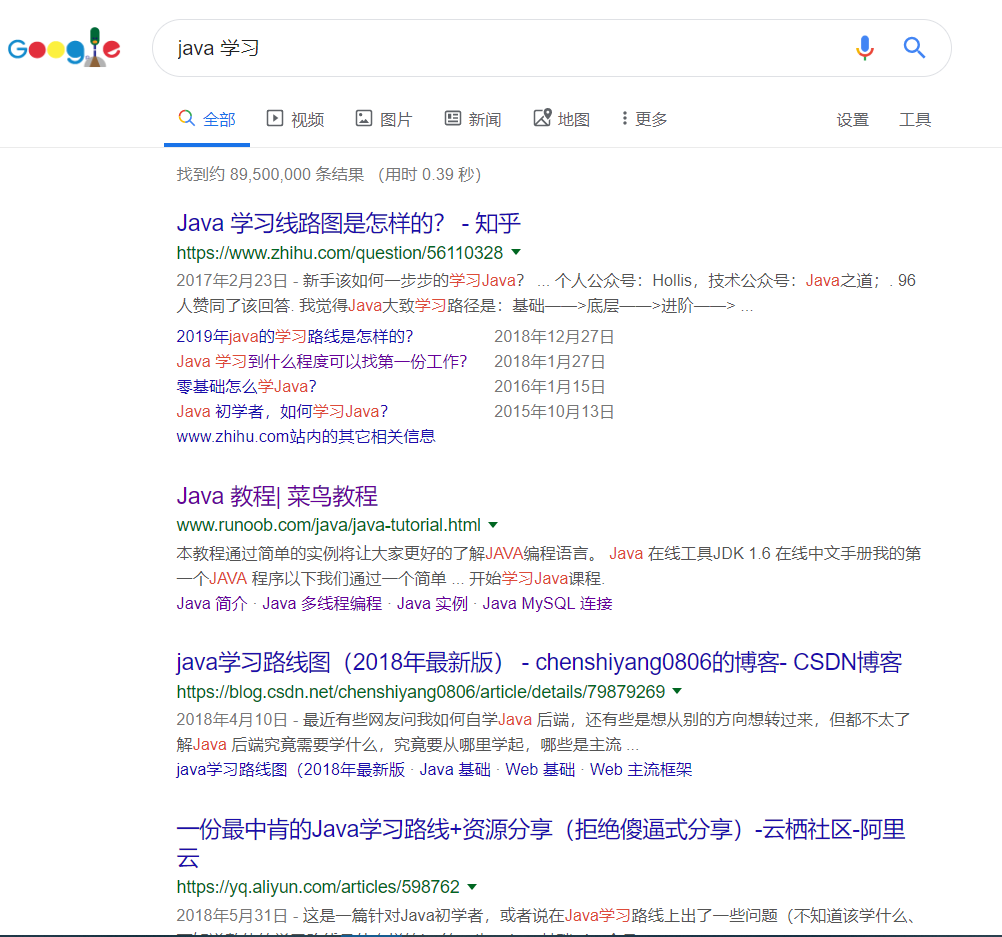 Google
java 学习
全部 视频 图片 新闻 地图 更多 设置 工具
找到约 89,500,000 条结果 （用时 0.39 秒）
Java 学习线路图是怎样的？ - 知乎
https://www.zhihu.com/question/56110328
2017年2月23日 - 新手该如何一步步的学习Java？ ... 个人公众号：Hollis，技术公众号：Java之道；. 96
人赞同了该回答. 我觉得Java大致学习路径是：基础——>底层——>进阶——> ...
2019年java的学习路线是怎样的? 2018年12月27日
Java 学习到什么程度可以找第一份工作? 2018年1月27日
零基础怎么学Java? 2016年1月15日
Java 初学者，如何学习Java? 2015年10月13日
www.zhihu.com站内的其它相关信息
Java 教程| 菜鸟教程
www.runoob.com/java/java-tutorial.html
本教程通过简单的实例将让大家更好的了解JAVA编程语言。 Java 在线工具JDK 1.6 在线中文手册我的第
一个JAVA 程序以下我们通过一个简单 ... 开始学习Java课程.
Java 简介 · Java 多线程编程 · Java 实例 · Java MySQL 连接
java学习路线图（2018年最新版） - chenshiyang0806的博客- CSDN博客
https://blog.csdn.net/chenshiyang0806/article/details/79879269
2018年4月10日 - 最近有些网友问我如何自学Java 后端，还有些是想从别的方向想转过来，但都不太了
解Java 后端究竟需要学什么，究竟要从哪里学起，哪些是主流 ...
java学习路线图（2018年最新版 · Java 基础 · Web 基础 · Web 主流框架
一份最中肯的Java学习路线+资源分享（拒绝傻逼式分享）-云栖社区-阿里
云
https://yq.aliyun.com/articles/598762
2018年5月31日 - 这是一篇针对Java初学者，或者说在Java学习路线上出了一些问题（不知道该学什么、